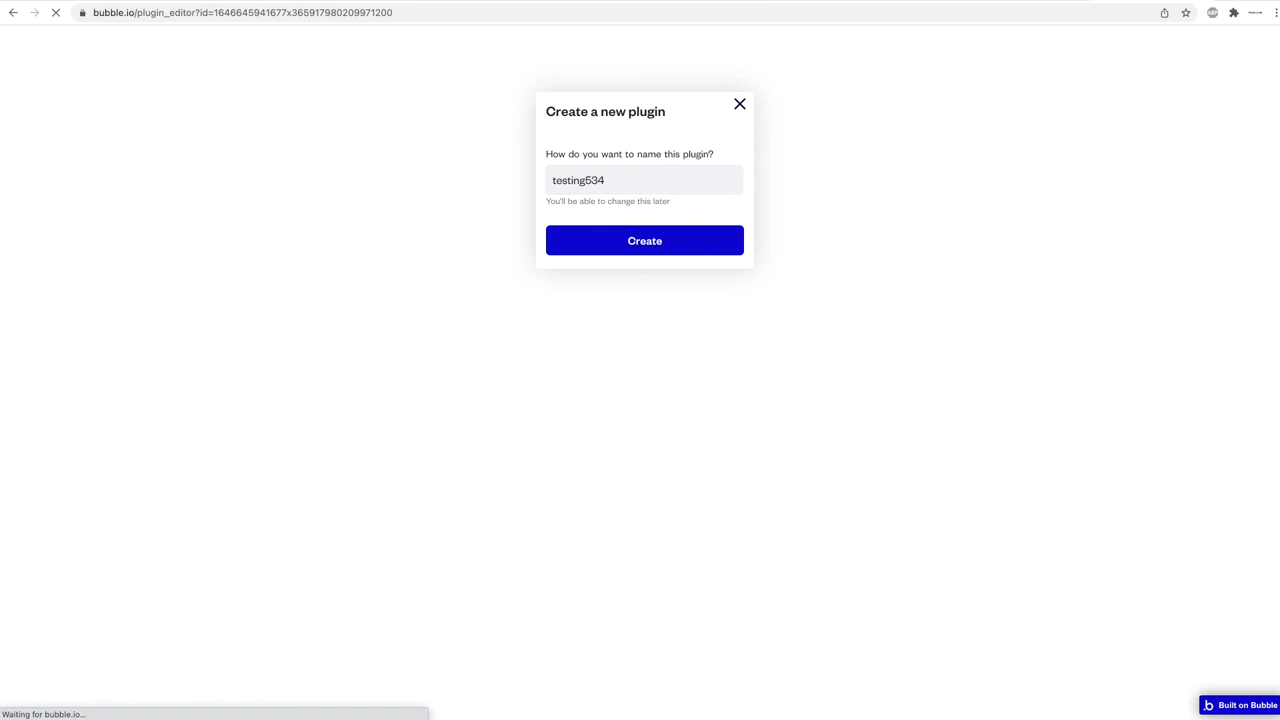 bubble.io/plugin_editor?id=1646645941677x365917980209971200
ABP
Create a new plugin
How do you want to name this plugin?
testing534
You'll be able to change this later
Create
Built on Bubble
Waiting for bubble.io...